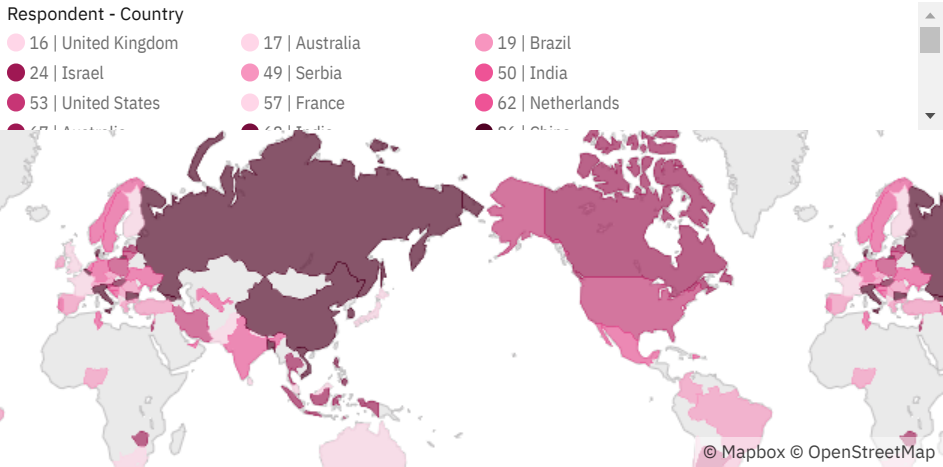 Respondent - Country
16 | United Kingdom
17 | Australia
19 | Brazil
24 | Israel
49 | Serbia
50 | India
53 | United States
57 | France
62 | Netherlands
© Mapbox © OpenStreetMap